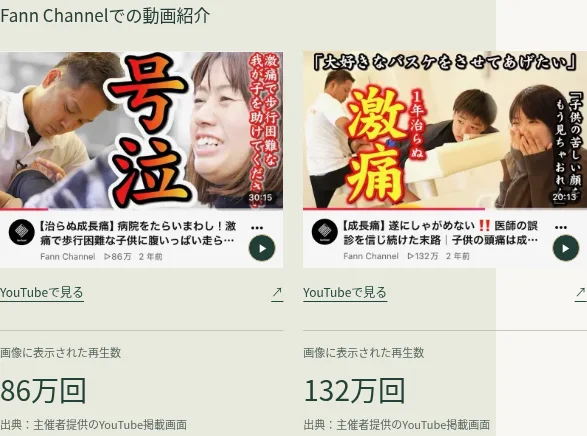 Fann Channelでの動画紹介
激痛で歩行困難な
我が子を助けてください
号泣
30:15
【治らぬ成長痛】病院をたらいまわし！激
痛で歩行困難な子供に腹いっぱい走ら…
Fann Channel ▷86万 2 年前
「大好きなバスケをさせてあげたい」
1年治らぬ
激痛
「子供の苦しい顔
もう見ちゃおれん」
20:13
【成長痛】遂にしゃがめない‼️医師の誤
診を信じ続けた末路｜子供の頭痛は成…
Fann Channel ▷132万 2 年前
YouTubeで見る ↗
YouTubeで見る ↗
画像に表示された再生数
86万回
出典：主催者提供のYouTube掲載画面
画像に表示された再生数
132万回
出典：主催者提供のYouTube掲載画面